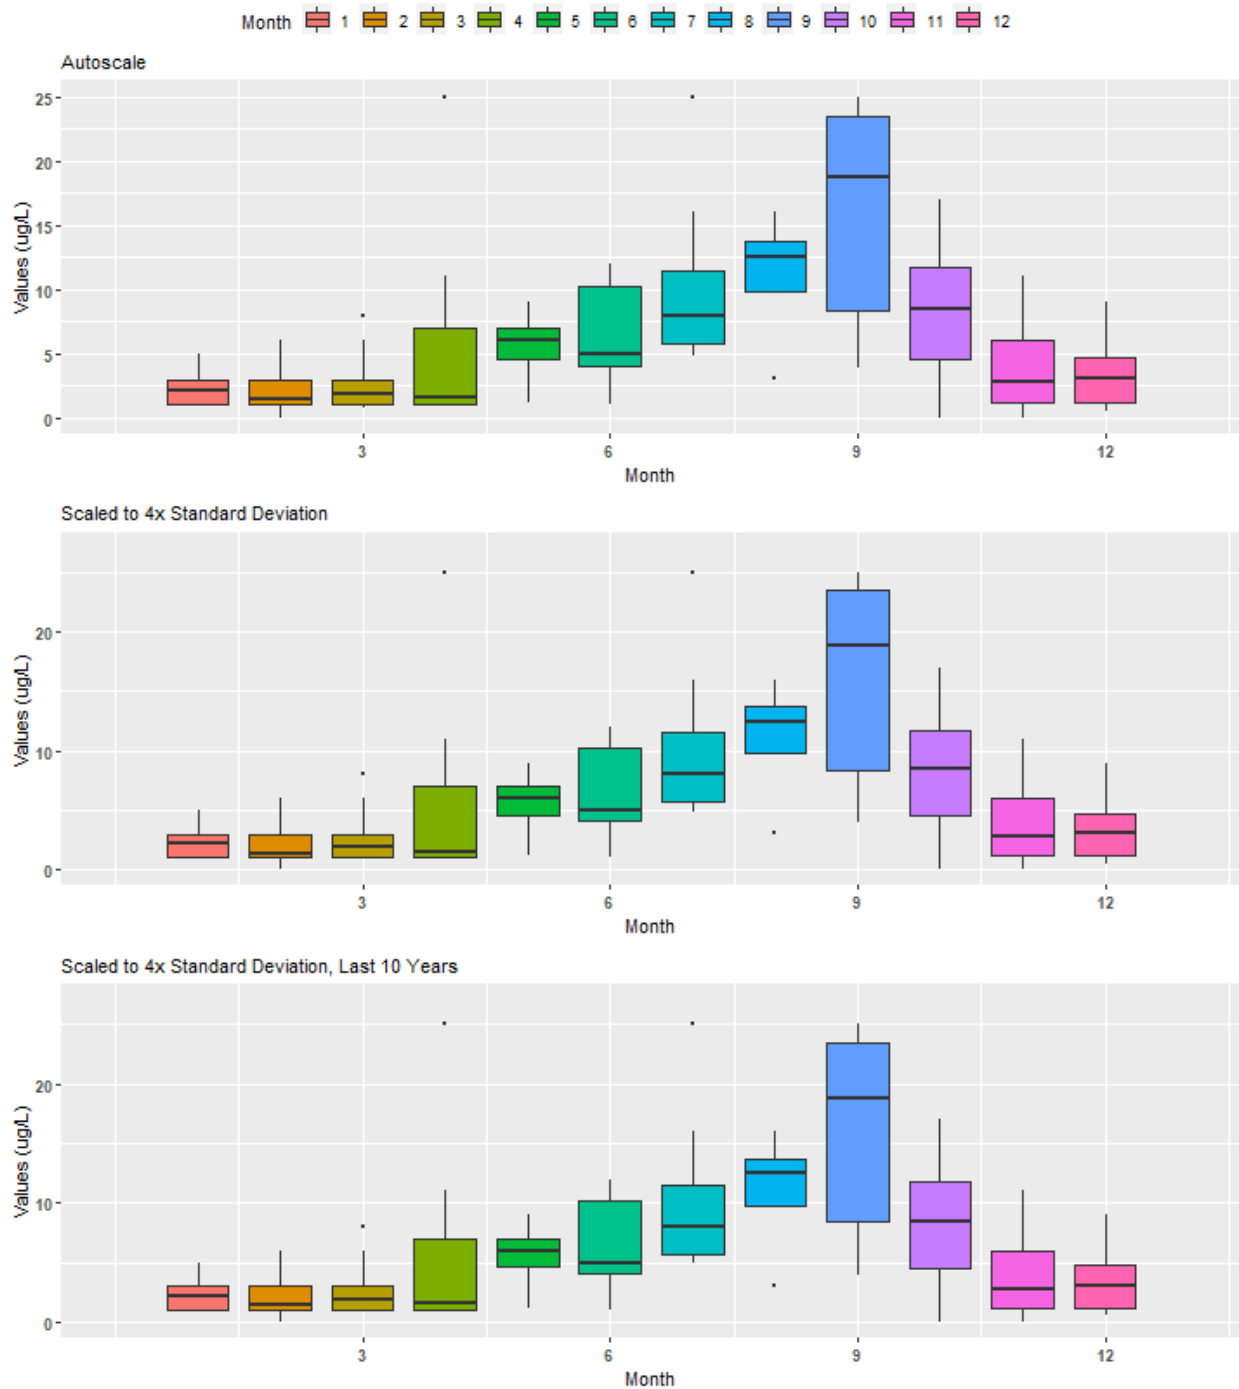 Month 1 2 3 4 5 6 7 8 9 10 11 12
Autoscale
Values (ug/L)
25
20
15
10
5
0
3 6 9 12
Month
Scaled to 4x Standard Deviation
Values (ug/L)
20
10
0
3 6 9 12
Month
Scaled to 4x Standard Deviation, Last 10 Years
Values (ug/L)
20
10
0
3 6 9 12
Month